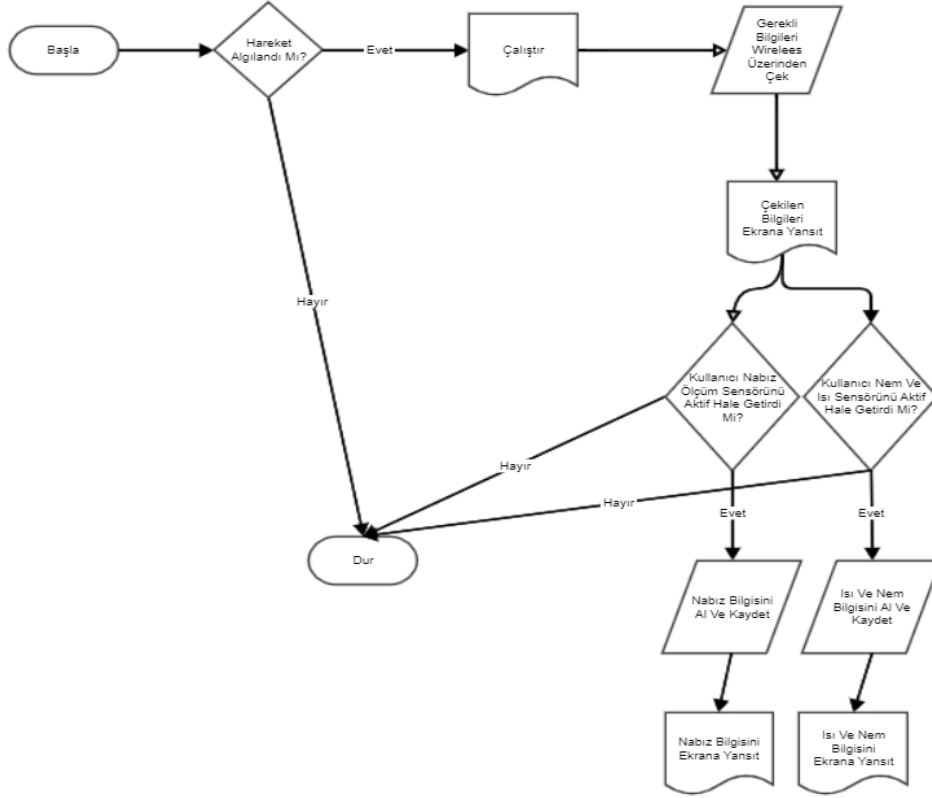 Başla
Hareket
Algılandı Mı?
Evet
Çalıştır
Gerekli
Bilgileri
Wirelees
Üzerinden
Çek
Çekilen
Bilgileri
Ekrana Yansıt
Hayır
Kullanıcı Nabız
Ölçüm Sensörünü
Aktif Hale Getirdi
Mi?
Kullanıcı Nem Ve
Isı Sensörünü Aktif
Hale Getirdi Mi?
Hayır
Hayır
Evet
Evet
Dur
Nabız Bilgisini
Al Ve Kaydet
Isı Ve Nem
Bilgisini Al Ve
Kaydet
Nabız Bilgisini
Ekrana Yansıt
Isı Ve Nem
Bilgisini
Ekrana Yansıt